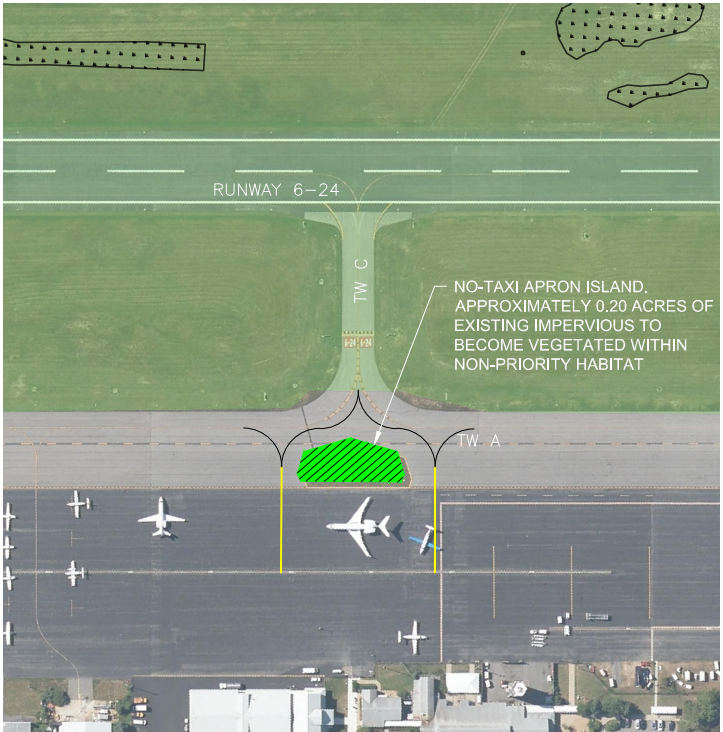 RUNWAY 6-24
TW C
NO-TAXI APRON ISLAND.
APPROXIMATELY 0.20 ACRES OF
EXISTING IMPERVIOUS TO
BECOME VEGETATED WITHIN
NON-PRIORITY HABITAT
TW A